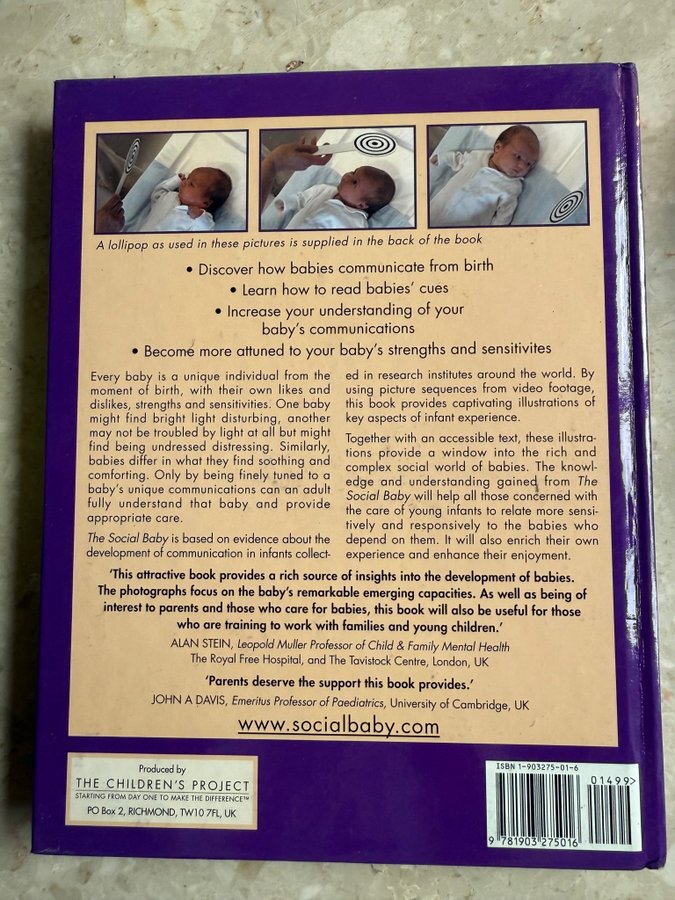 A lollipop as used in these pictures is supplied in the back of the book
• Discover how babies communicate from birth
• Learn how to read babies' cues
• Increase your understanding of your
baby's communications
• Become more attuned to your baby's strengths and sensitivites
Every baby is a unique individual from the
moment of birth, with their own likes and
dislikes, strengths and sensitivities. One baby
might find bright light disturbing, another
may not be troubled by light at all but might
find being undressed distressing. Similarly,
babies differ in what they find soothing and
comforting. Only by being finely tuned to a
baby's unique communications can an adult
fully understand that baby and provide
appropriate care.
The Social Baby is based on evidence about the
development of communication in infants collect-
ed in research institutes around the world. By
using picture sequences from video footage,
this book provides captivating illustrations of
key aspects of infant experience.
Together with an accessible text, these illustra-
tions provide a window into the rich and
complex social world of babies. The knowl-
edge and understanding gained from The
Social Baby will help all those concerned with
the care of young infants to relate more sensi-
tively and responsively to the babies who
depend on them. It will also enrich their own
experience and enhance their enjoyment.
'This attractive book provides a rich source of insights into the development of babies.
The photographs focus on the baby's remarkable emerging capacities. As well as being of
interest to parents and those who care for babies, this book will also be useful for those
who are training to work with families and young children.'
ALAN STEIN, Leopold Muller Professor of Child & Family Mental Health
The Royal Free Hospital, and The Tavistock Centre, London, UK
'Parents deserve the support this book provides.'
JOHN A DAVIS, Emeritus Professor of Paediatrics, University of Cambridge, UK
www.socialbaby.com
Produced by
THE CHILDREN'S PROJECT
STARTING FROM DAY ONE TO MAKE THE DIFFERENCE™
PO Box 2, RICHMOND, TW10 7FL, UK
ISBN 1-903275-01-6
01499>
9 781903 275016